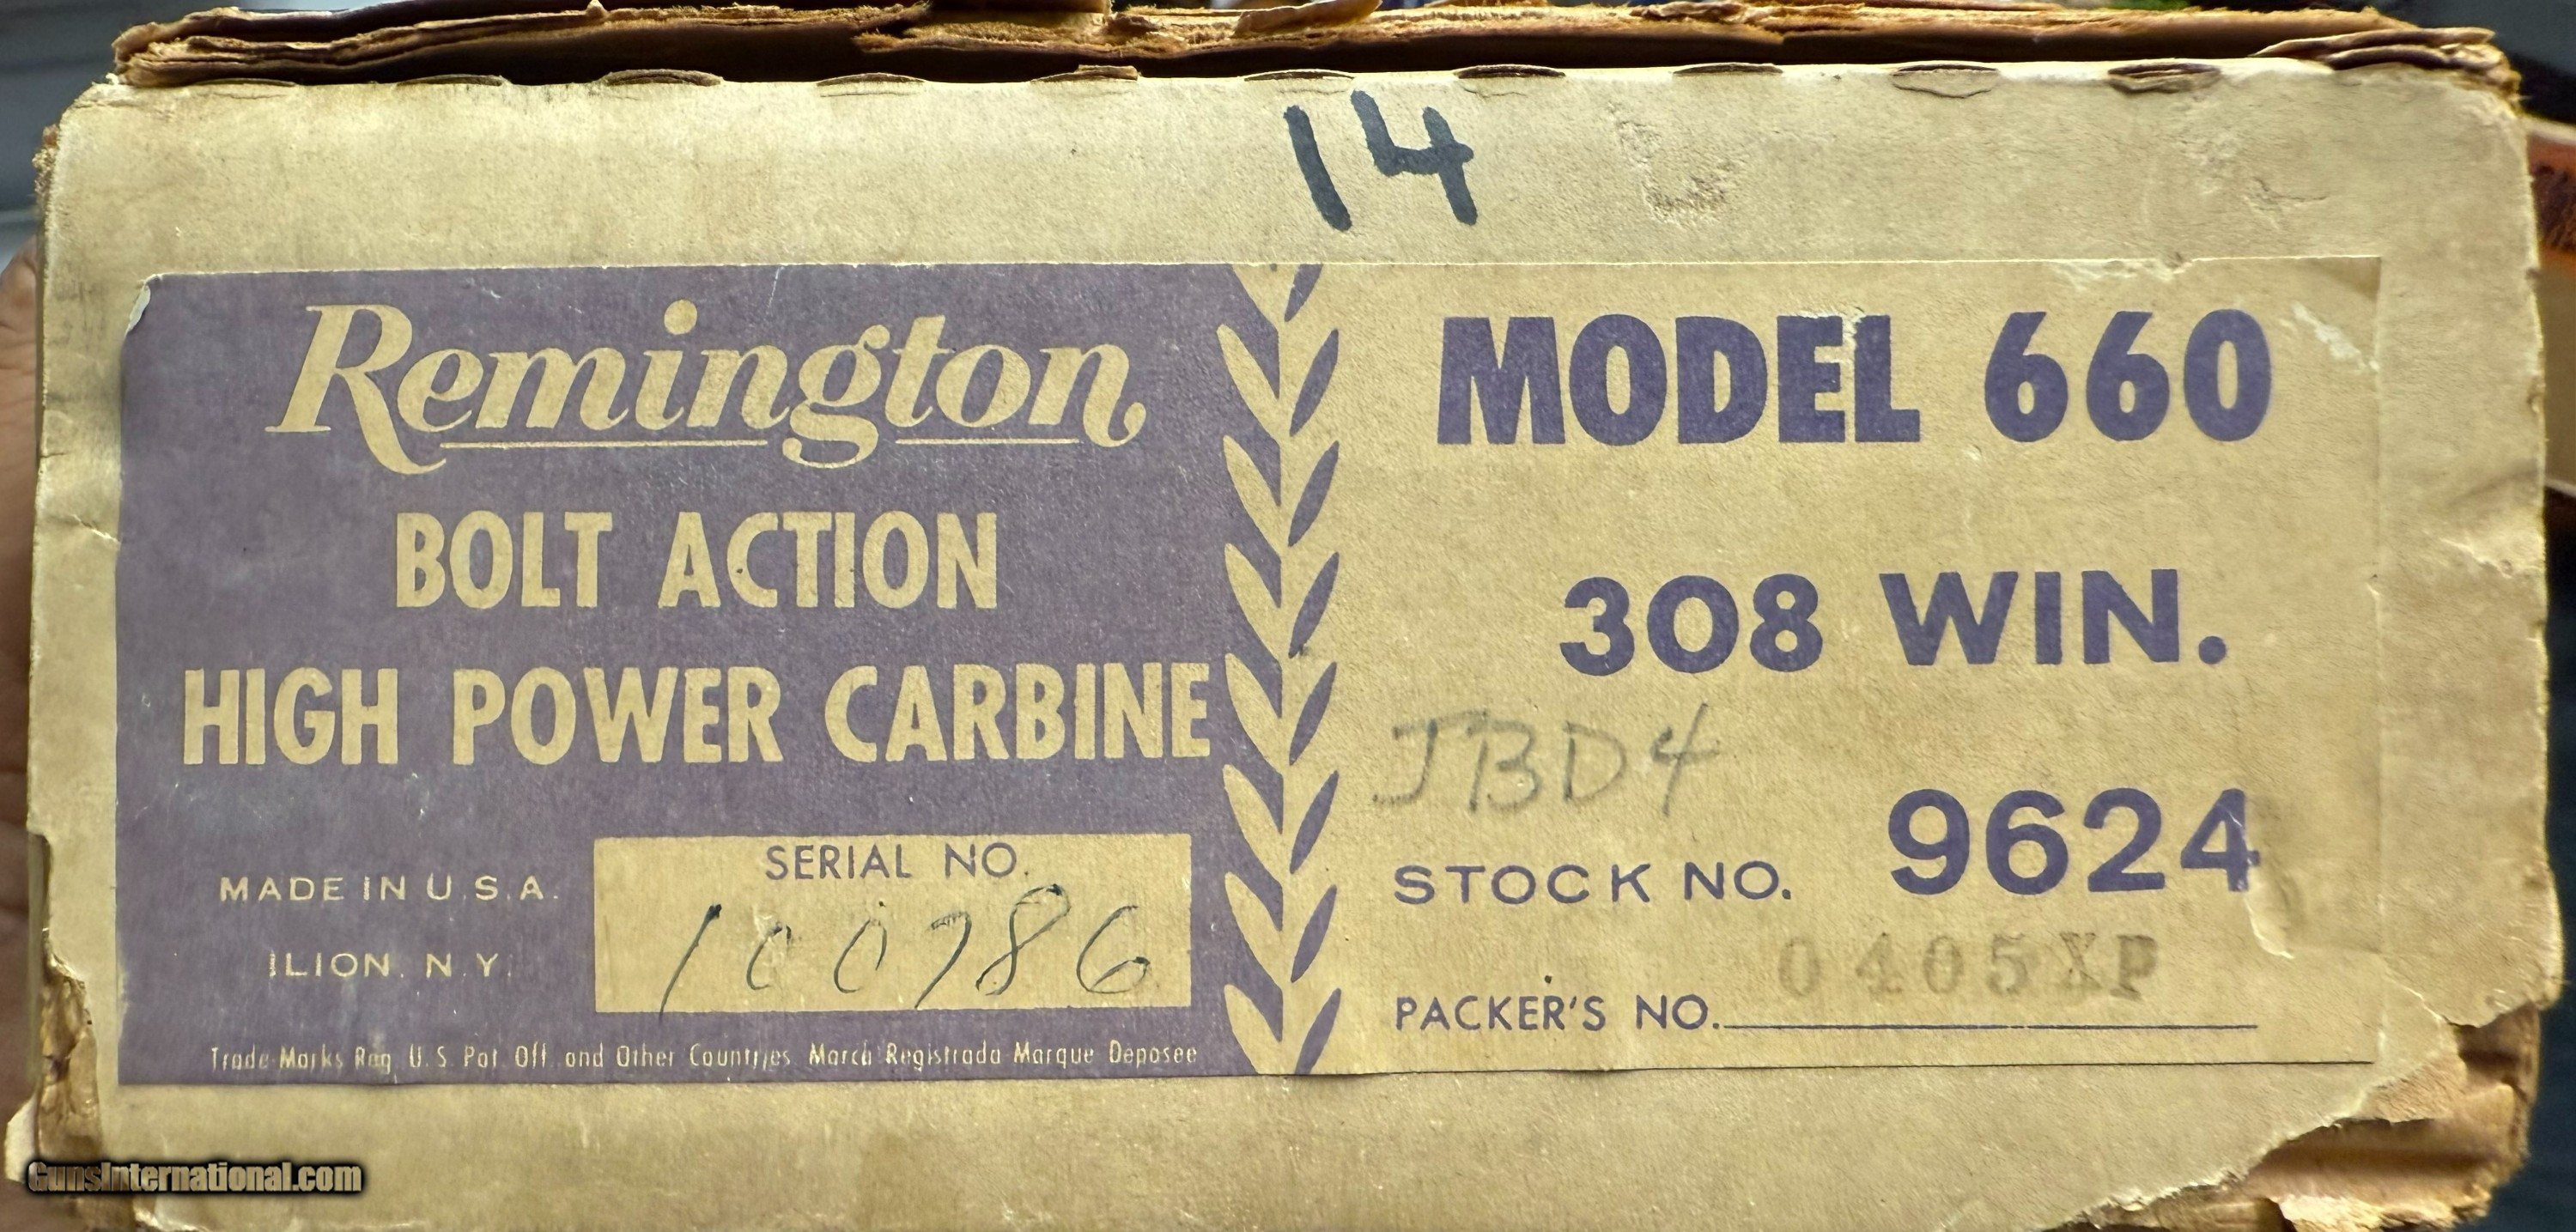 14
Remington
BOLT ACTION
HIGH POWER CARBINE
MADE IN U.S.A.
ILION, N.Y.
SERIAL NO.
100786
Trade-Marks Reg. U.S. Pat. Off. and Other Countries. Marca Registrada Marque Deposee
MODEL 660
308 WIN.
JBD4
STOCK NO. 9624
0405XP
PACKER'S NO.
GunsInternational.com